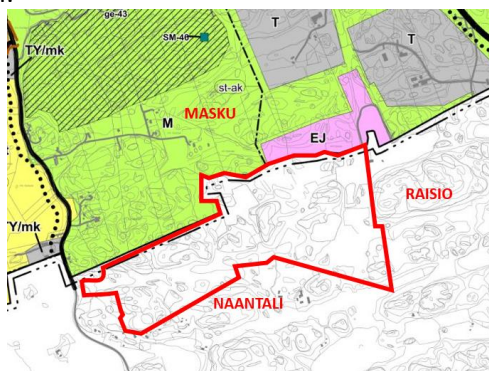 ge-43
T
SM-40
TY/mk
T
st-ak
MASKU
M
EJ
RAISIO
TY/mk
NAANTALI